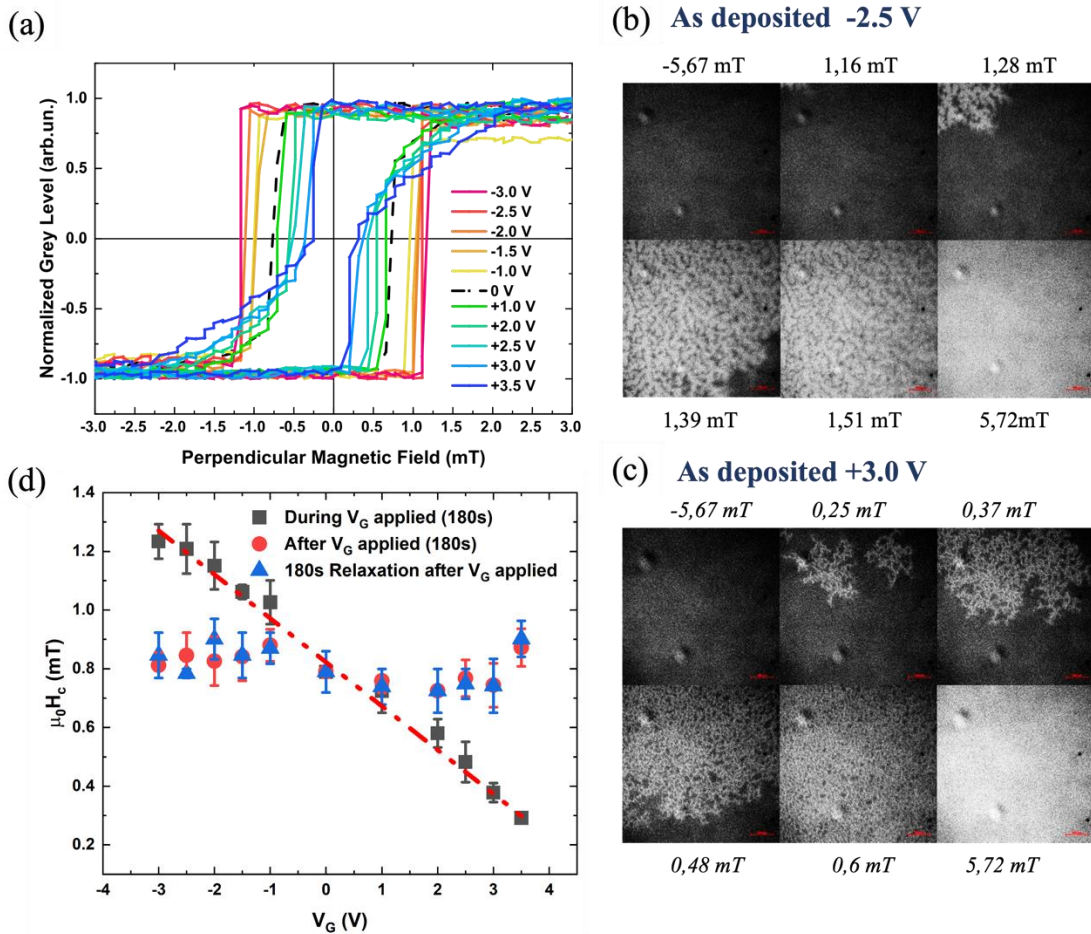 (a)
Normalized Grey Level (arb.un.)
1.0
0.5
0.0
-0.5
-1.0
-3.0 -2.5 -2.0 -1.5 -1.0 -0.5 0.0 0.5 1.0 1.5 2.0 2.5 3.0
Perpendicular Magnetic Field (mT)
-3.0 V
-2.5 V
-2.0 V
-1.5 V
-1.0 V
0 V
+1.0 V
+2.0 V
+2.5 V
+3.0 V
+3.5 V
(b) As deposited -2.5 V
-5,67 mT 1,16 mT 1,28 mT
1,39 mT 1,51 mT 5,72mT
(c) As deposited +3.0 V
-5,67 mT 0,25 mT 0,37 mT
0,48 mT 0,6 mT 5,72 mT
(d)
μ₀Hc (mT)
1.4
1.2
1.0
0.8
0.6
0.4
0.2
During VG applied (180s)
After VG applied (180s)
180s Relaxation after VG applied
-4 -3 -2 -1 0 1 2 3 4
VG (V)